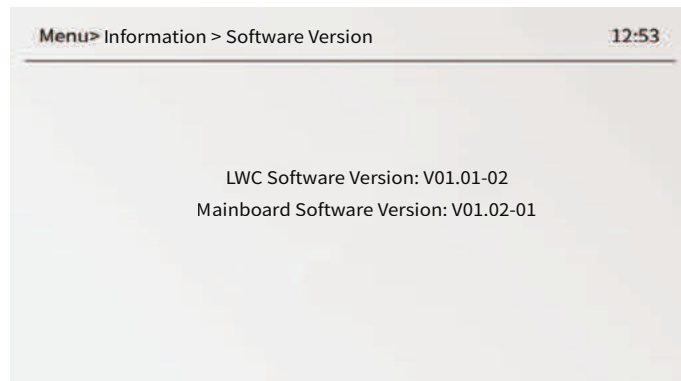 Menu> Information > Software Version 12:53
LWC Software Version: V01.01-02
Mainboard Software Version: V01.02-01